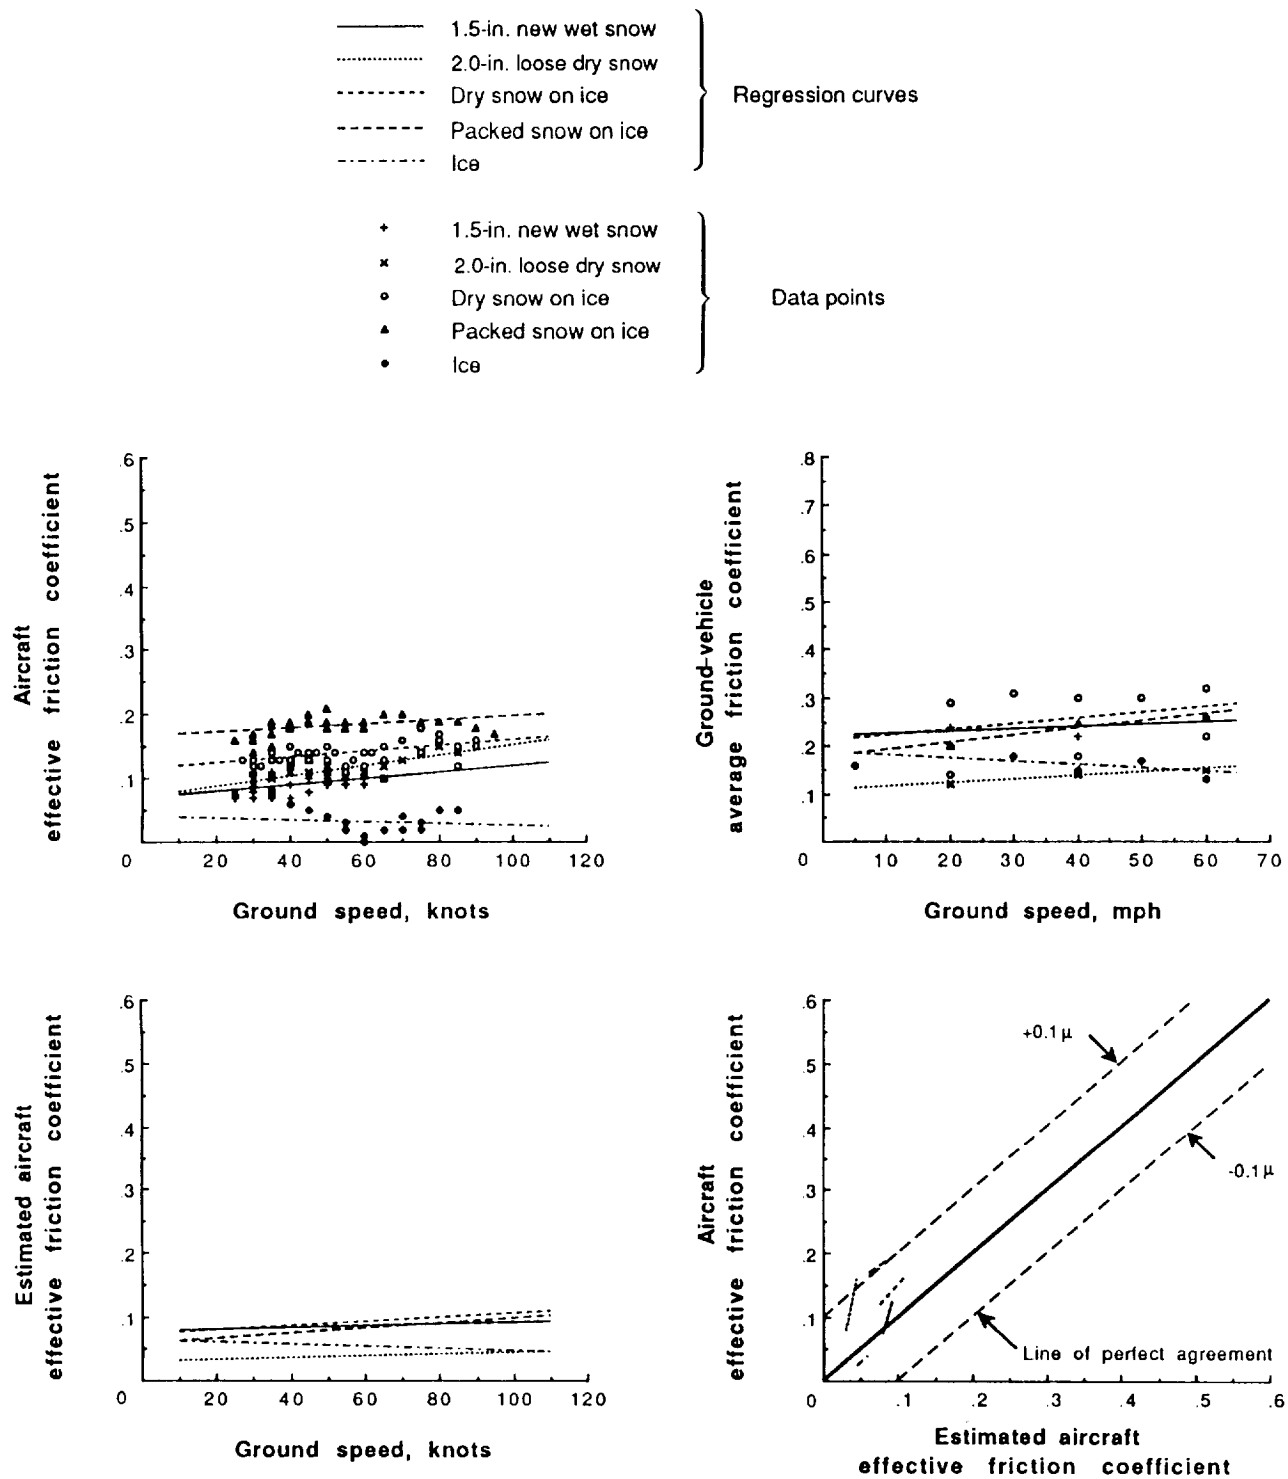 1.5-in. new wet snow
2.0-in. loose dry snow
Dry snow on ice
Packed snow on ice
Ice
Regression curves
1.5-in. new wet snow
2.0-in. loose dry snow
Dry snow on ice
Packed snow on ice
Ice
Data points
Aircraft
effective friction coefficient
.6
.5
.4
.3
.2
.1
0 20 40 60 80 100 120
Ground speed, knots
Ground-vehicle
average friction coefficient
.8
.7
.6
.5
.4
.3
.2
.1
0 10 20 30 40 50 60 70
Ground speed, mph
Estimated aircraft
effective friction coefficient
.6
.5
.4
.3
.2
.1
0 20 40 60 80 100 120
Ground speed, knots
Aircraft
effective friction coefficient
.6
.5
.4
.3
.2
.1
+0.1 μ
-0.1 μ
Line of perfect agreement
0 .1 .2 .3 .4 .5 .6
Estimated aircraft
effective friction coefficient